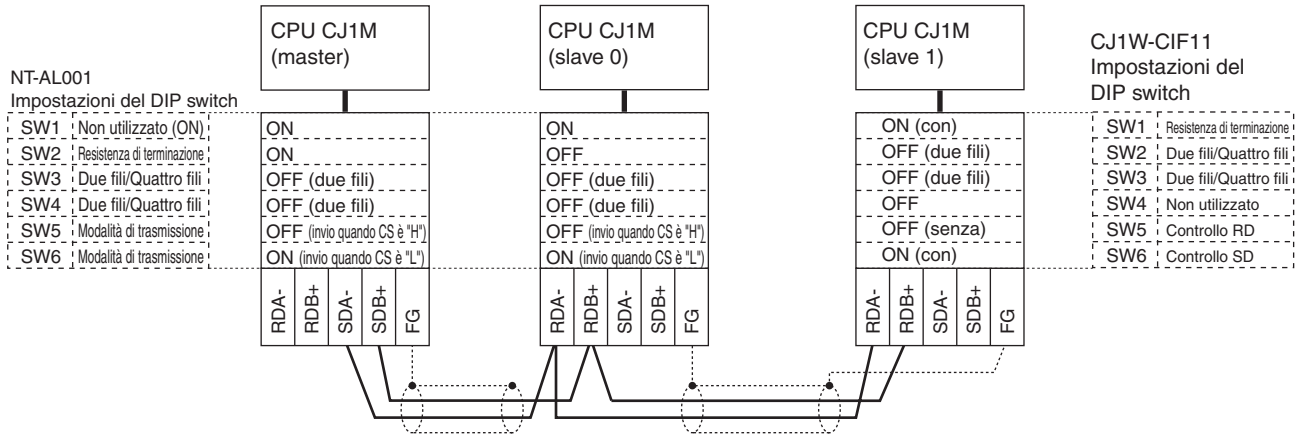 CPU CJ1M
(master)
CPU CJ1M
(slave 0)
CPU CJ1M
(slave 1)
NT-AL001
Impostazioni del DIP switch
SW1 Non utilizzato (ON)
SW2 Resistenza di terminazione
SW3 Due fili/Quattro fili
SW4 Due fili/Quattro fili
SW5 Modalità di trasmissione
SW6 Modalità di trasmissione
ON
ON
OFF (due fili)
OFF (due fili)
OFF (invio quando CS è "H")
ON (invio quando CS è "L")
RDA- RDB+ SDA- SDB+ FG
ON
OFF
OFF (due fili)
OFF (due fili)
OFF (invio quando CS è "H")
ON (invio quando CS è "L")
RDA- RDB+ SDA- SDB+ FG
ON (con)
OFF (due fili)
OFF (due fili)
OFF
OFF (senza)
ON (con)
RDA- RDB+ SDA- SDB+ FG
CJ1W-CIF11
Impostazioni del
DIP switch
SW1 Resistenza di terminazione
SW2 Due fili/Quattro fili
SW3 Due fili/Quattro fili
SW4 Non utilizzato
SW5 Controllo RD
SW6 Controllo SD